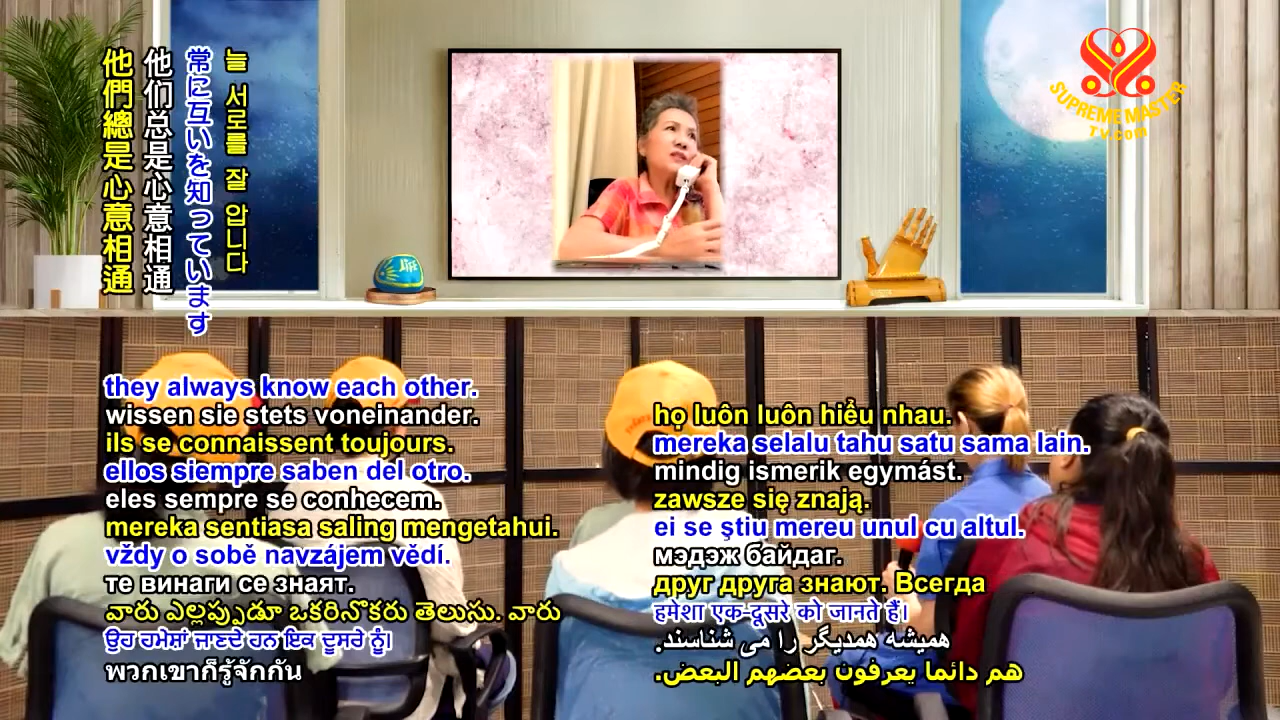 他們總是心意相通
他们总是心意相通
常に互いを知っています
늘 서로를 잘 압니다
SUPREME MASTER
TV.com
LIFE
they always know each other.
wissen sie stets voneinander.
ils se connaissent toujours.
ellos siempre saben del otro.
eles sempre se conhecem.
mereka sentiasa saling mengetahui.
vždy o sobě navzájem vědí.
те винаги се знаят.
వారు ఎల్లప్పుడూ ఒకరినొకరు తెలుసు. వారు
ਉਹ ਹਮੇਸ਼ਾਂ ਜਾਣਦੇ ਹਨ ਇਕ ਦੂਸਰੇ ਨੂੰ।
พวกเขาก็รู้จักกัน
họ luôn luôn hiểu nhau.
mereka selalu tahu satu sama lain.
mindig ismerik egymást.
zawsze się znają.
ei se ştiu mereu unul cu altul.
мэдэж байдаг.
друг друга знают. Всегда
हमेशा एक-दूसरे को जानते हैं।
همیشه همدیگر را می شناسند.
هم دائما يعرفون بعضهم البعض.